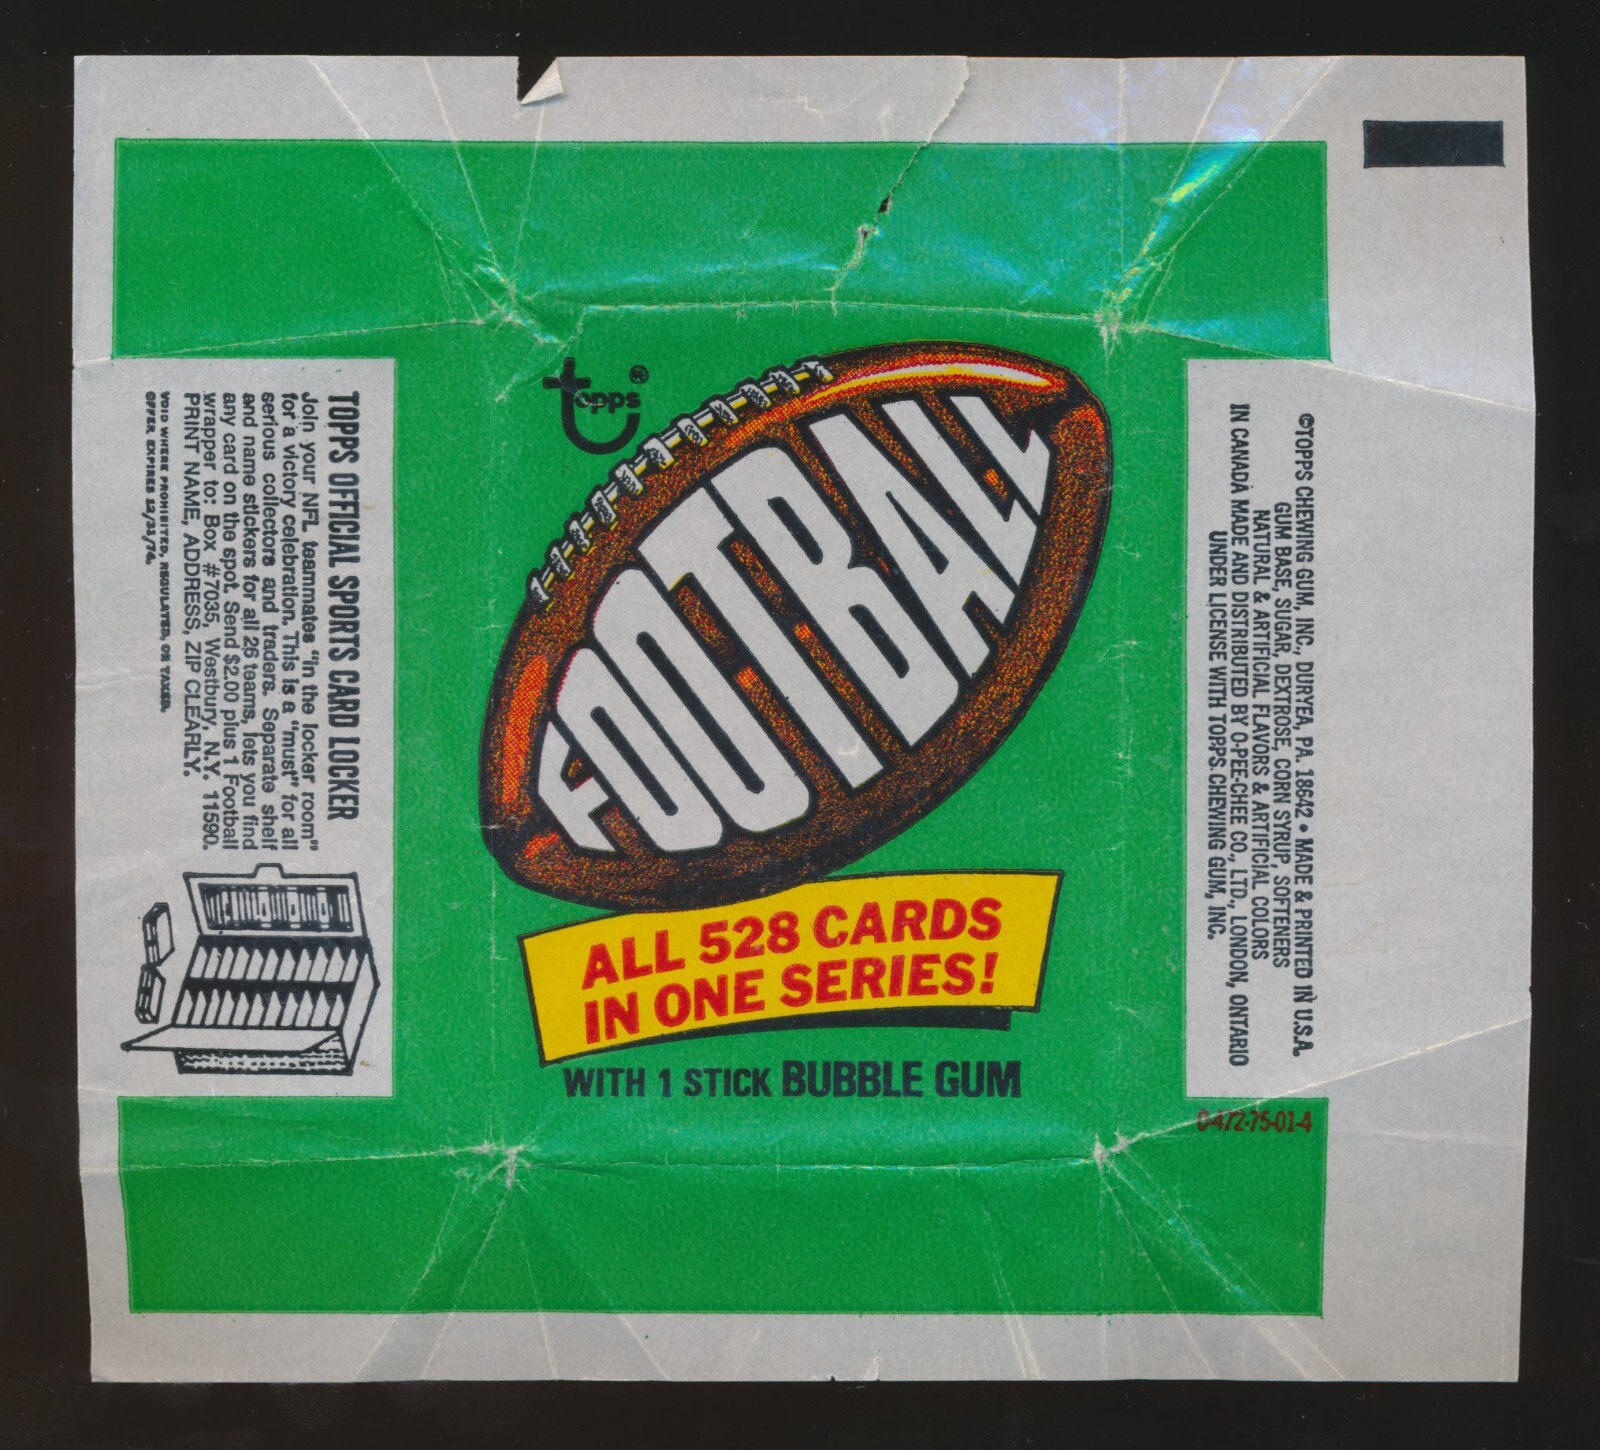 topps®
FOOTBALL
ALL 528 CARDS
IN ONE SERIES!
WITH 1 STICK BUBBLE GUM
TOPPS OFFICIAL SPORTS CARD LOCKER
Join your NFL teammates "in the locker room"
for a victory celebration. This is a "must" for all
serious collectors and traders. Separate shelf
and name stickers for all 26 teams, lets you find
any card on the spot. Send $2.00 plus 1 Football
wrapper to: Box #7035, Westbury, N.Y. 11590.
PRINT NAME, ADDRESS, ZIP CLEARLY.
VOID WHERE PROHIBITED, REGULATED, OR TAXED.
OFFER EXPIRES 12/31/76.
©TOPPS CHEWING GUM, INC., DURYEA, PA. 18642 • MADE & PRINTED IN U.S.A.
GUM BASE, SUGAR, DEXTROSE, CORN SYRUP, SOFTENERS
NATURAL & ARTIFICIAL FLAVORS & ARTIFICIAL COLORS
IN CANADA MADE AND DISTRIBUTED BY O-PEE-CHEE CO., LTD., LONDON, ONTARIO
UNDER LICENSE WITH TOPPS CHEWING GUM, INC.
0-472-75-01-4